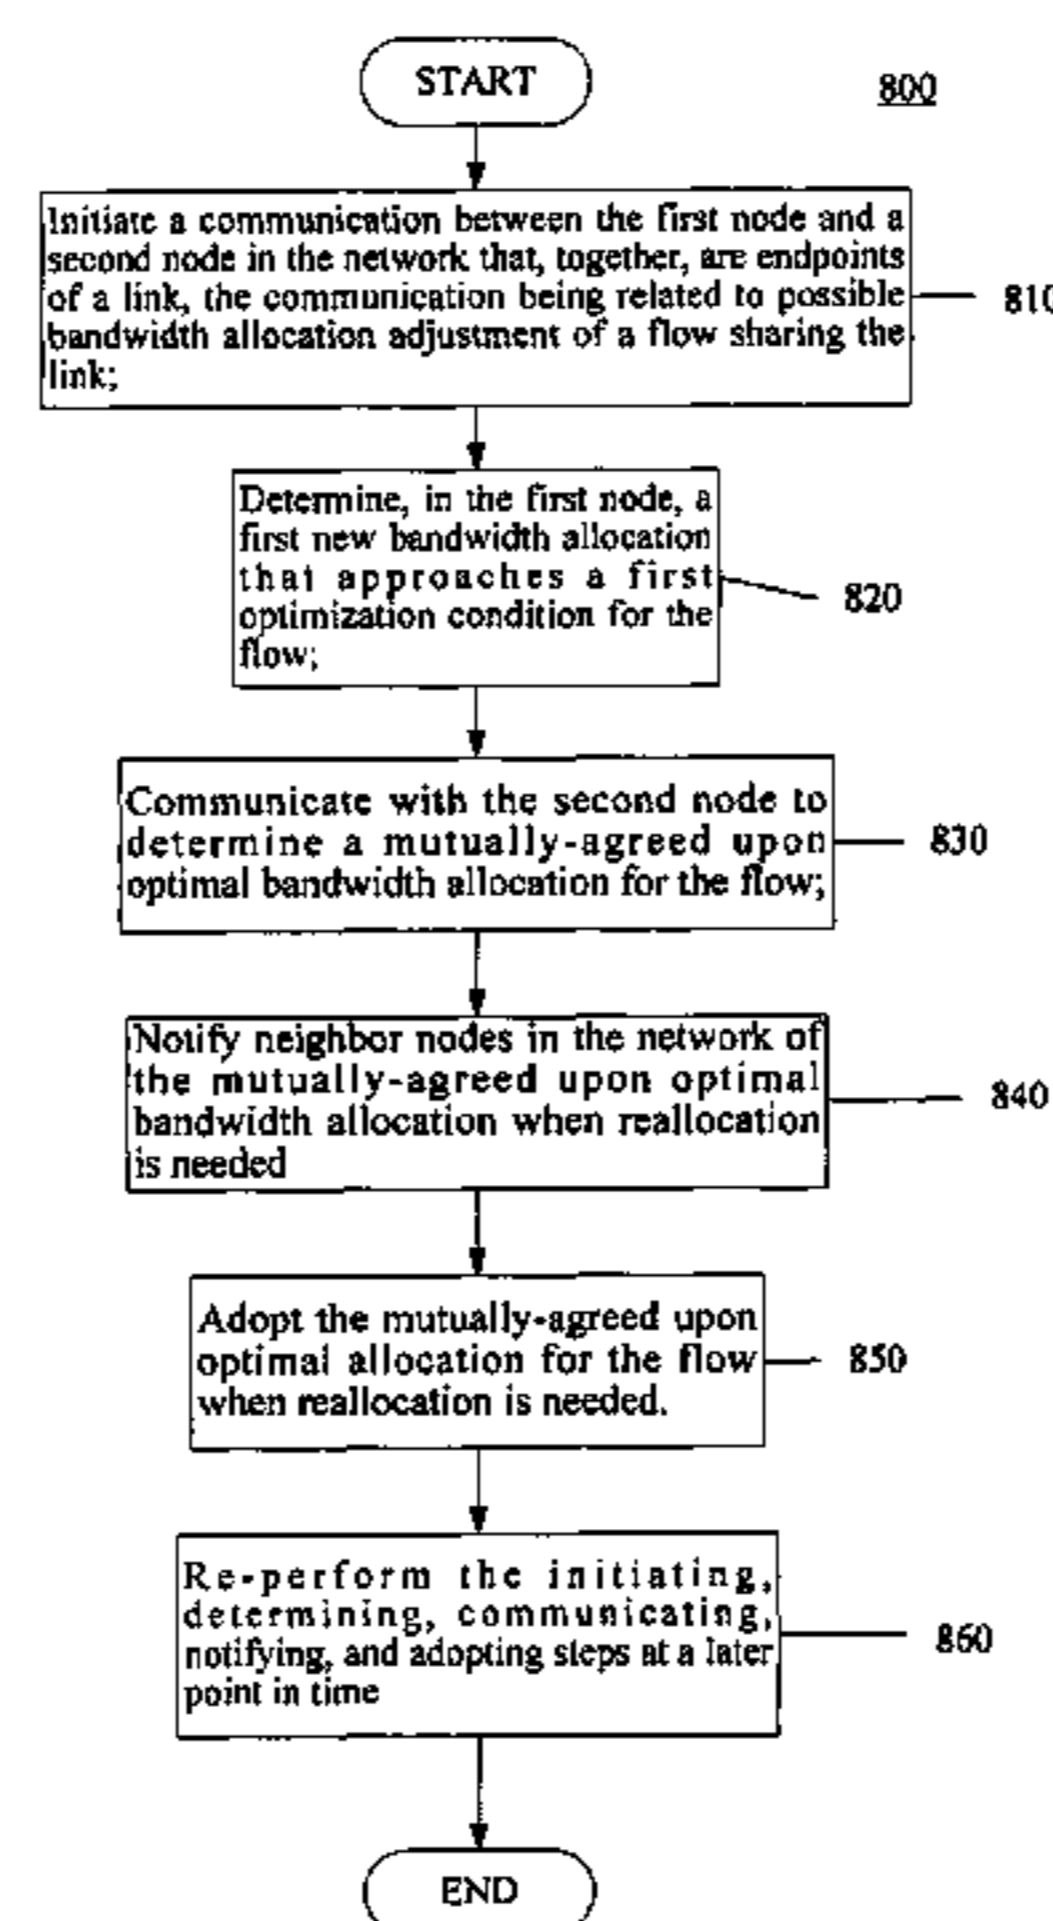 START
800
Initiate a communication between the first node and a
second node in the network that, together, are endpoints
of a link, the communication being related to possible
bandwidth allocation adjustment of a flow sharing the
link;
810
Determine, in the first node, a
first new bandwidth allocation
that approaches a first
optimization condition for the
flow;
820
Communicate with the second node to
determine a mutually-agreed upon
optimal bandwidth allocation for the flow;
830
Notify neighbor nodes in the network of
the mutually-agreed upon optimal
bandwidth allocation when reallocation
is needed
840
Adopt the mutually-agreed upon
optimal allocation for the flow
when reallocation is needed.
850
Re-perform the initiating,
determining, communicating,
notifying, and adopting steps at a later
point in time
860
END